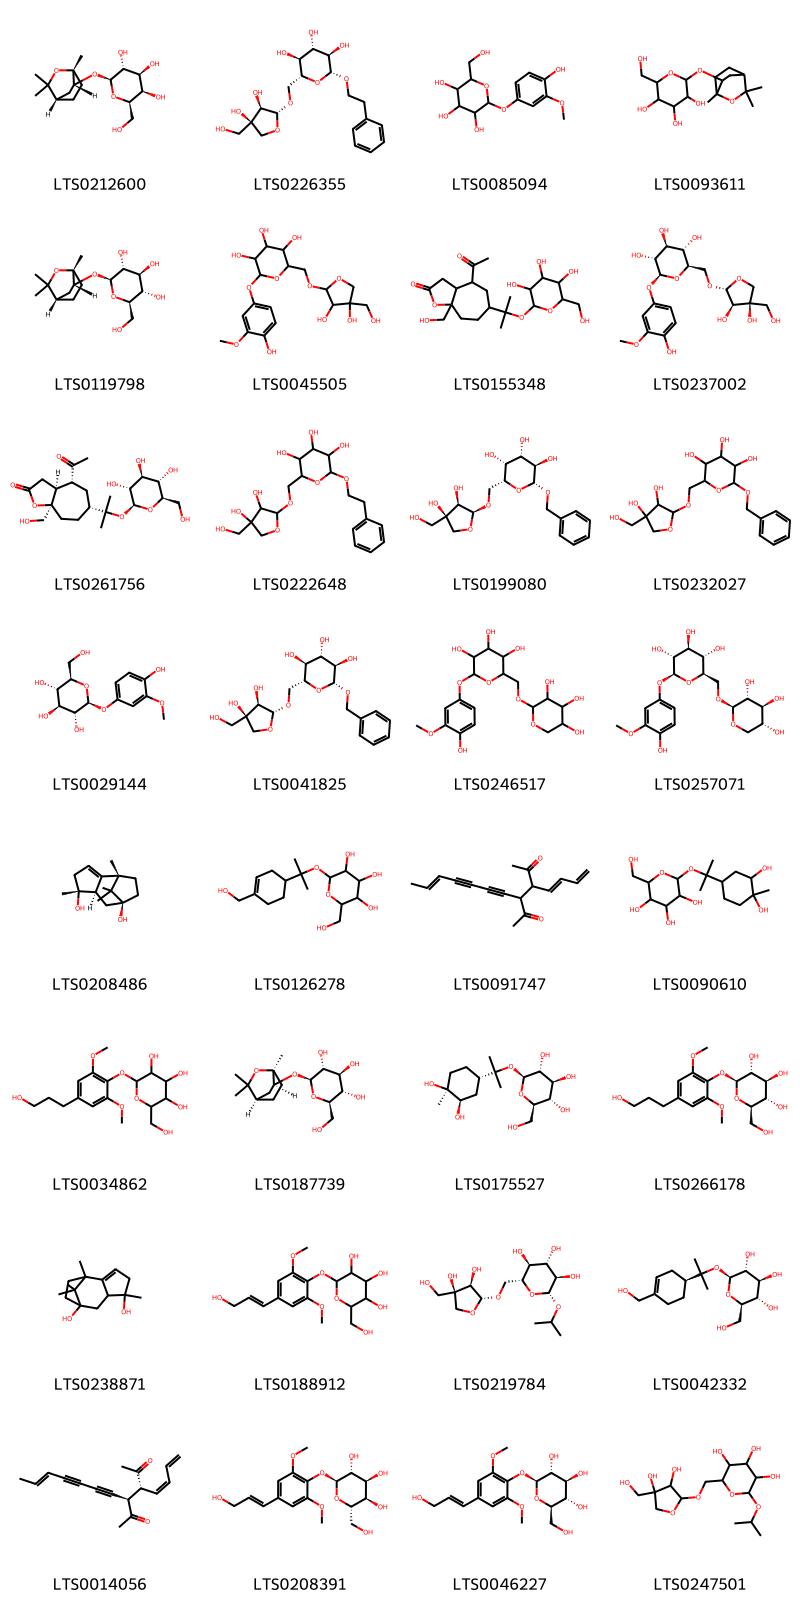 LTS0212600 LTS0226355 LTS0085094 LTS0093611
LTS0119798 LTS0045505 LTS0155348 LTS0237002
LTS0261756 LTS0222648 LTS0199080 LTS0232027
LTS0029144 LTS0041825 LTS0246517 LTS0257071
LTS0208486 LTS0126278 LTS0091747 LTS0090610
LTS0034862 LTS0187739 LTS0175527 LTS0266178
LTS0238871 LTS0188912 LTS0219784 LTS0042332
LTS0014056 LTS0208391 LTS0046227 LTS0247501